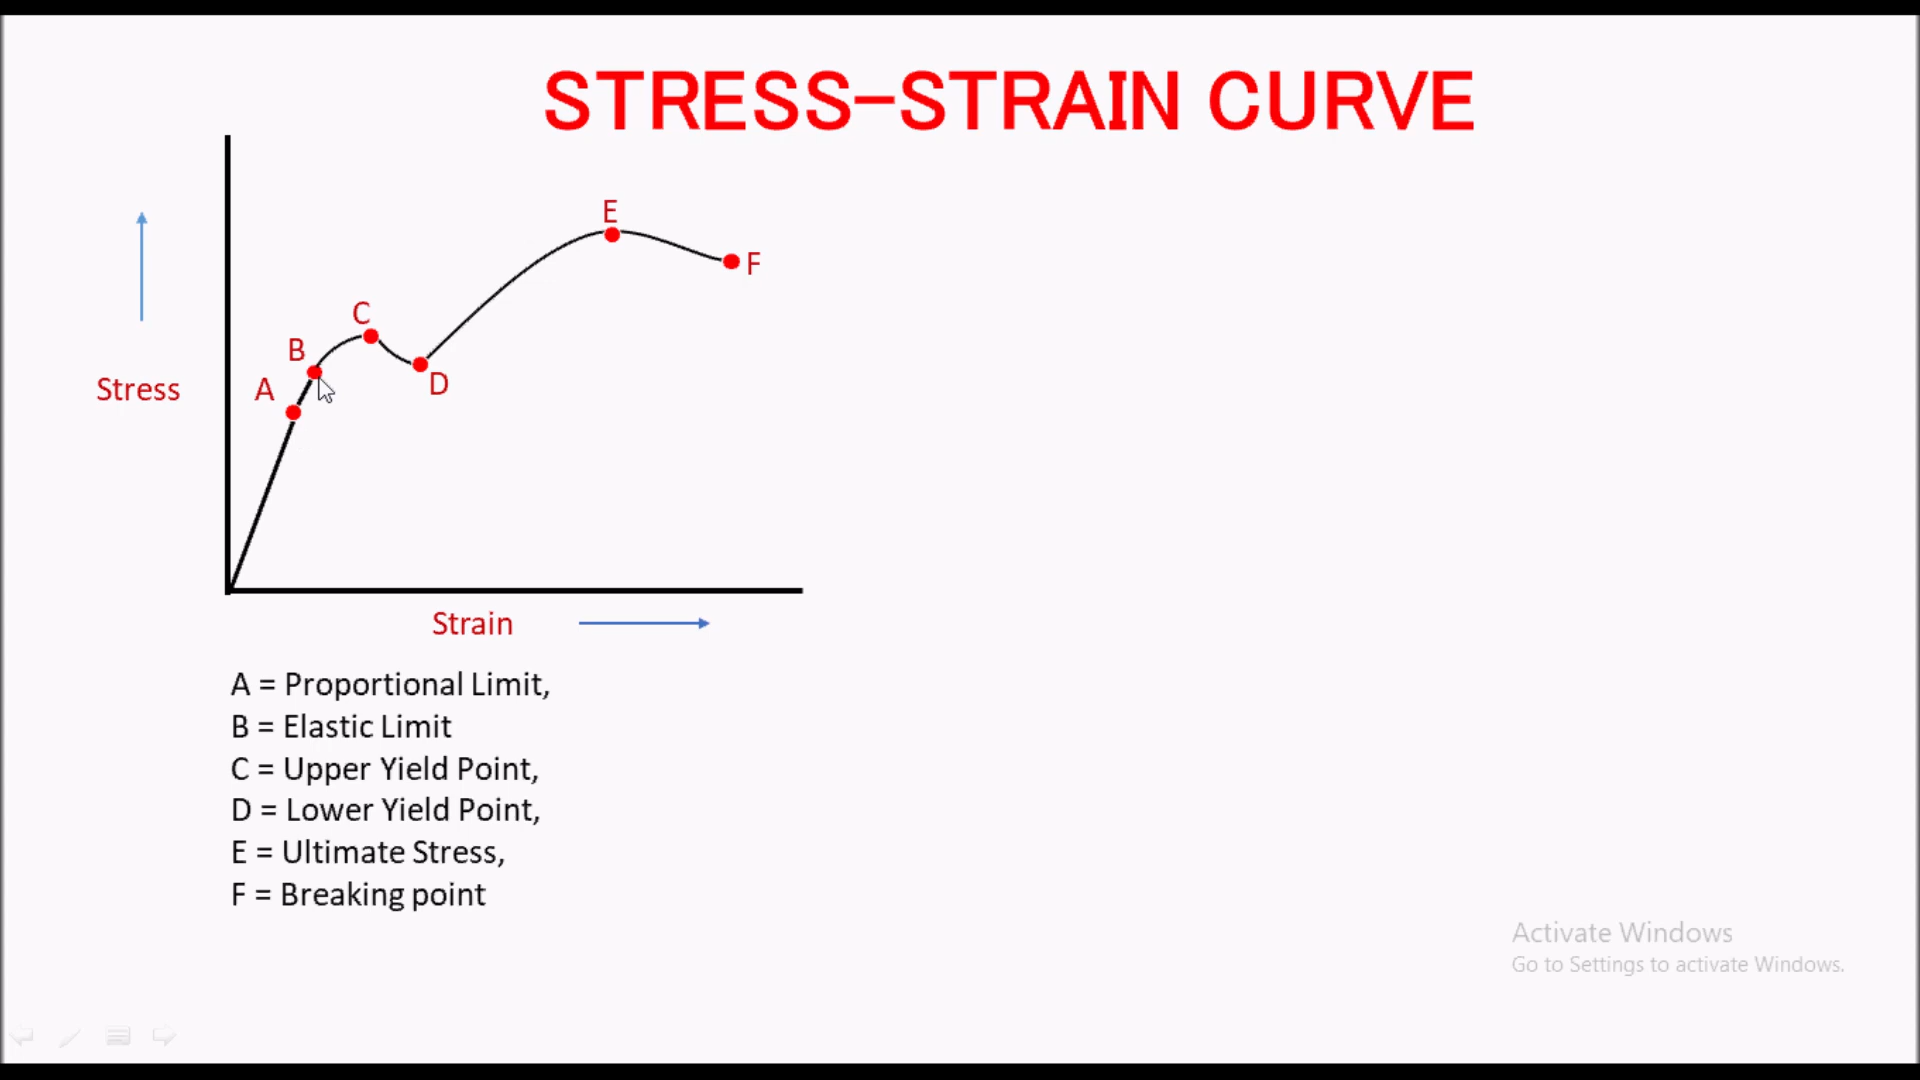 STRESS-STRAIN CURVE
E
F
C
B
A
D
Stress
Strain
A = Proportional Limit,
B = Elastic Limit
C = Upper Yield Point,
D = Lower Yield Point,
E = Ultimate Stress,
F = Breaking point
Activate Windows
Go to Settings to activate Windows.